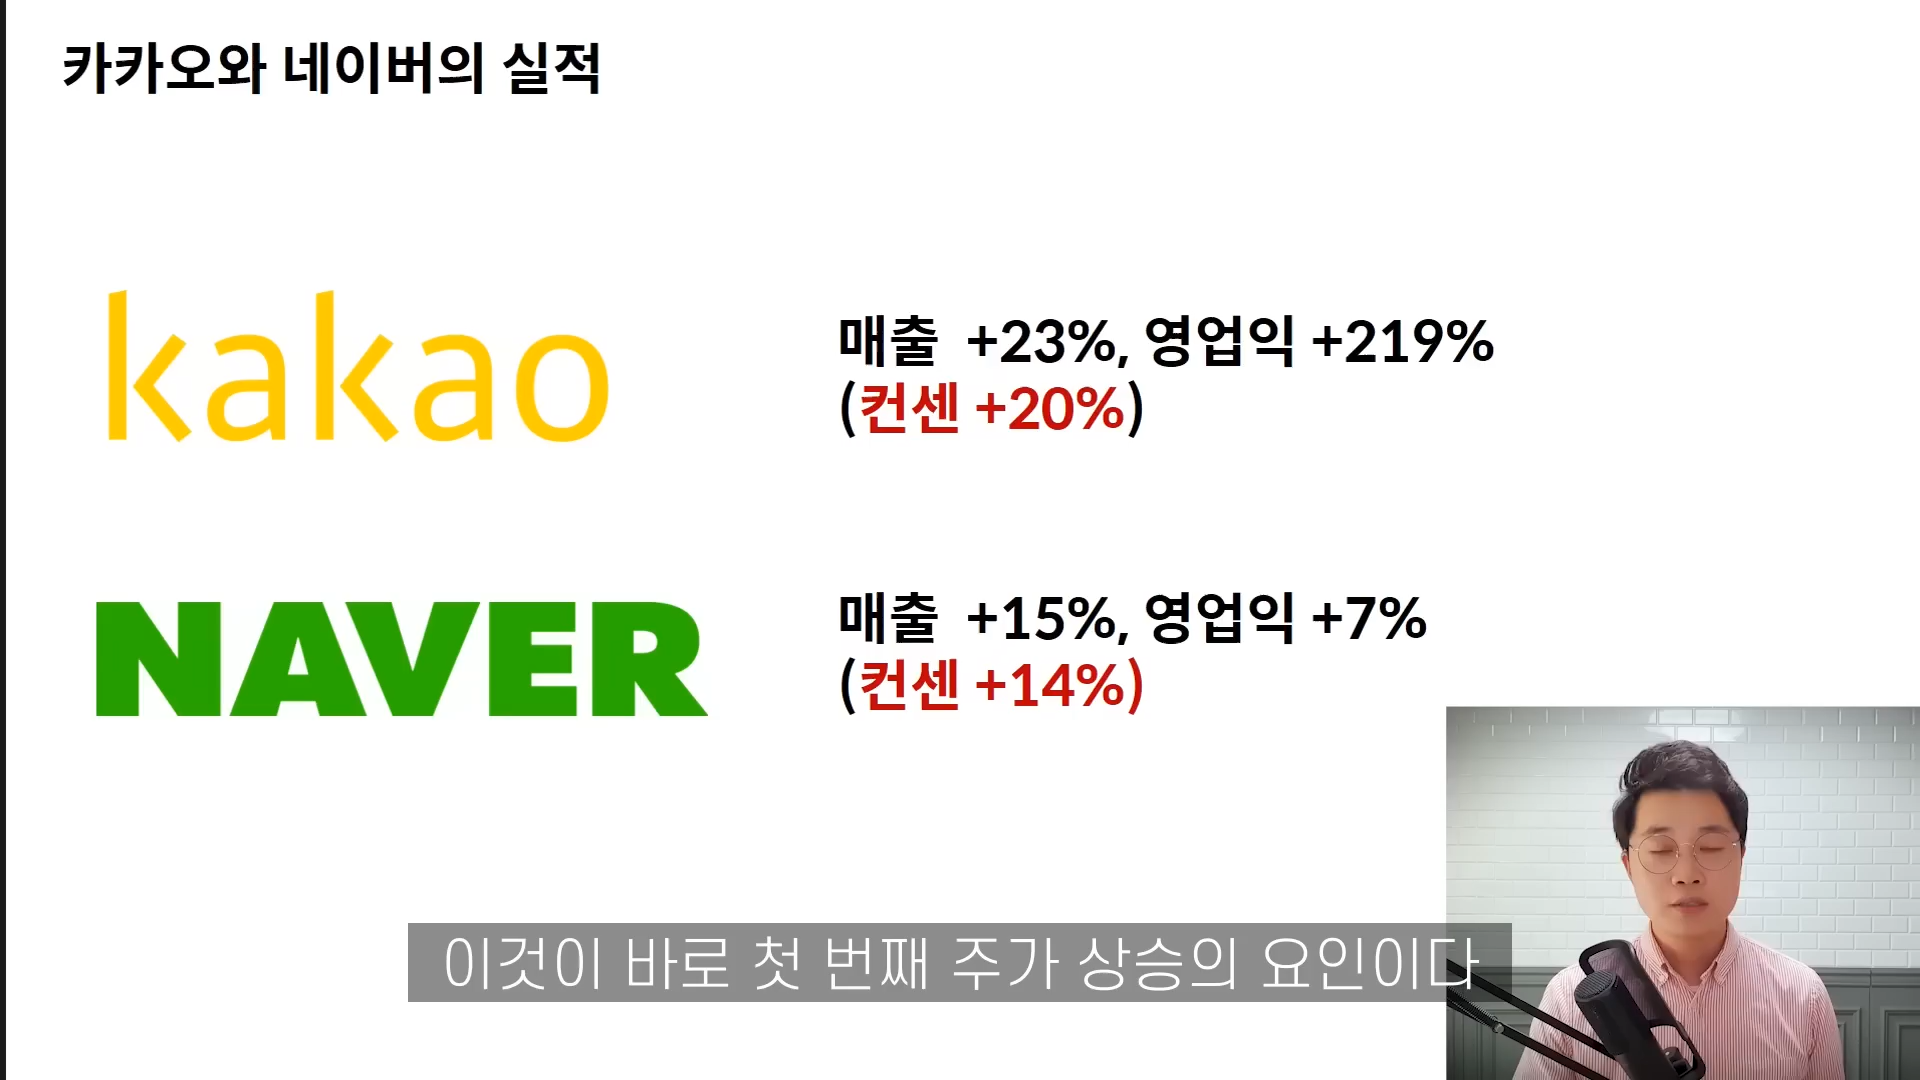 카카오와 네이버의 실적
kakao
매출 +23%, 영업익 +219%
(컨센 +20%)
NAVER
매출 +15%, 영업익 +7%
(컨센 +14%)
이것이 바로 첫 번째 주가 상승의 요인이다